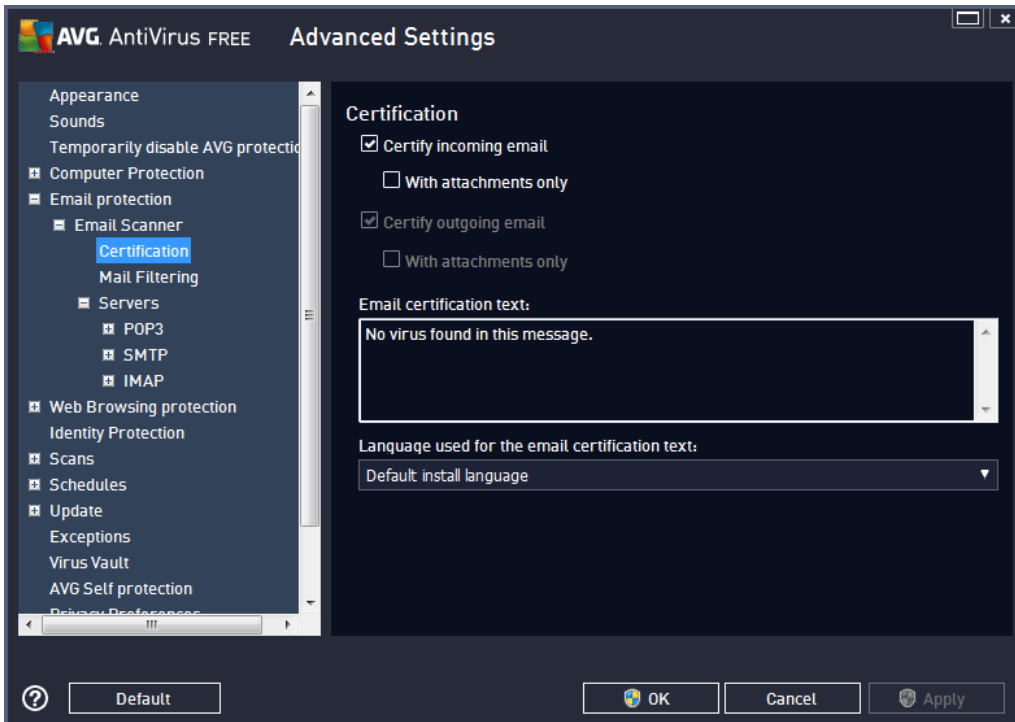 AVG. AntiVirus FREE Advanced Settings
Appearance
Sounds
Temporarily disable AVG protectio
Computer Protection
Email protection
Email Scanner
Certification
Mail Filtering
Servers
POP3
SMTP
IMAP
Web Browsing protection
Identity Protection
Scans
Schedules
Update
Exceptions
Virus Vault
AVG Self protection
Privacy Preferences
Certification
Certify incoming email
With attachments only
Certify outgoing email
With attachments only
Email certification text:
No virus found in this message.
Language used for the email certification text:
Default install language
Default
OK
Cancel
Apply